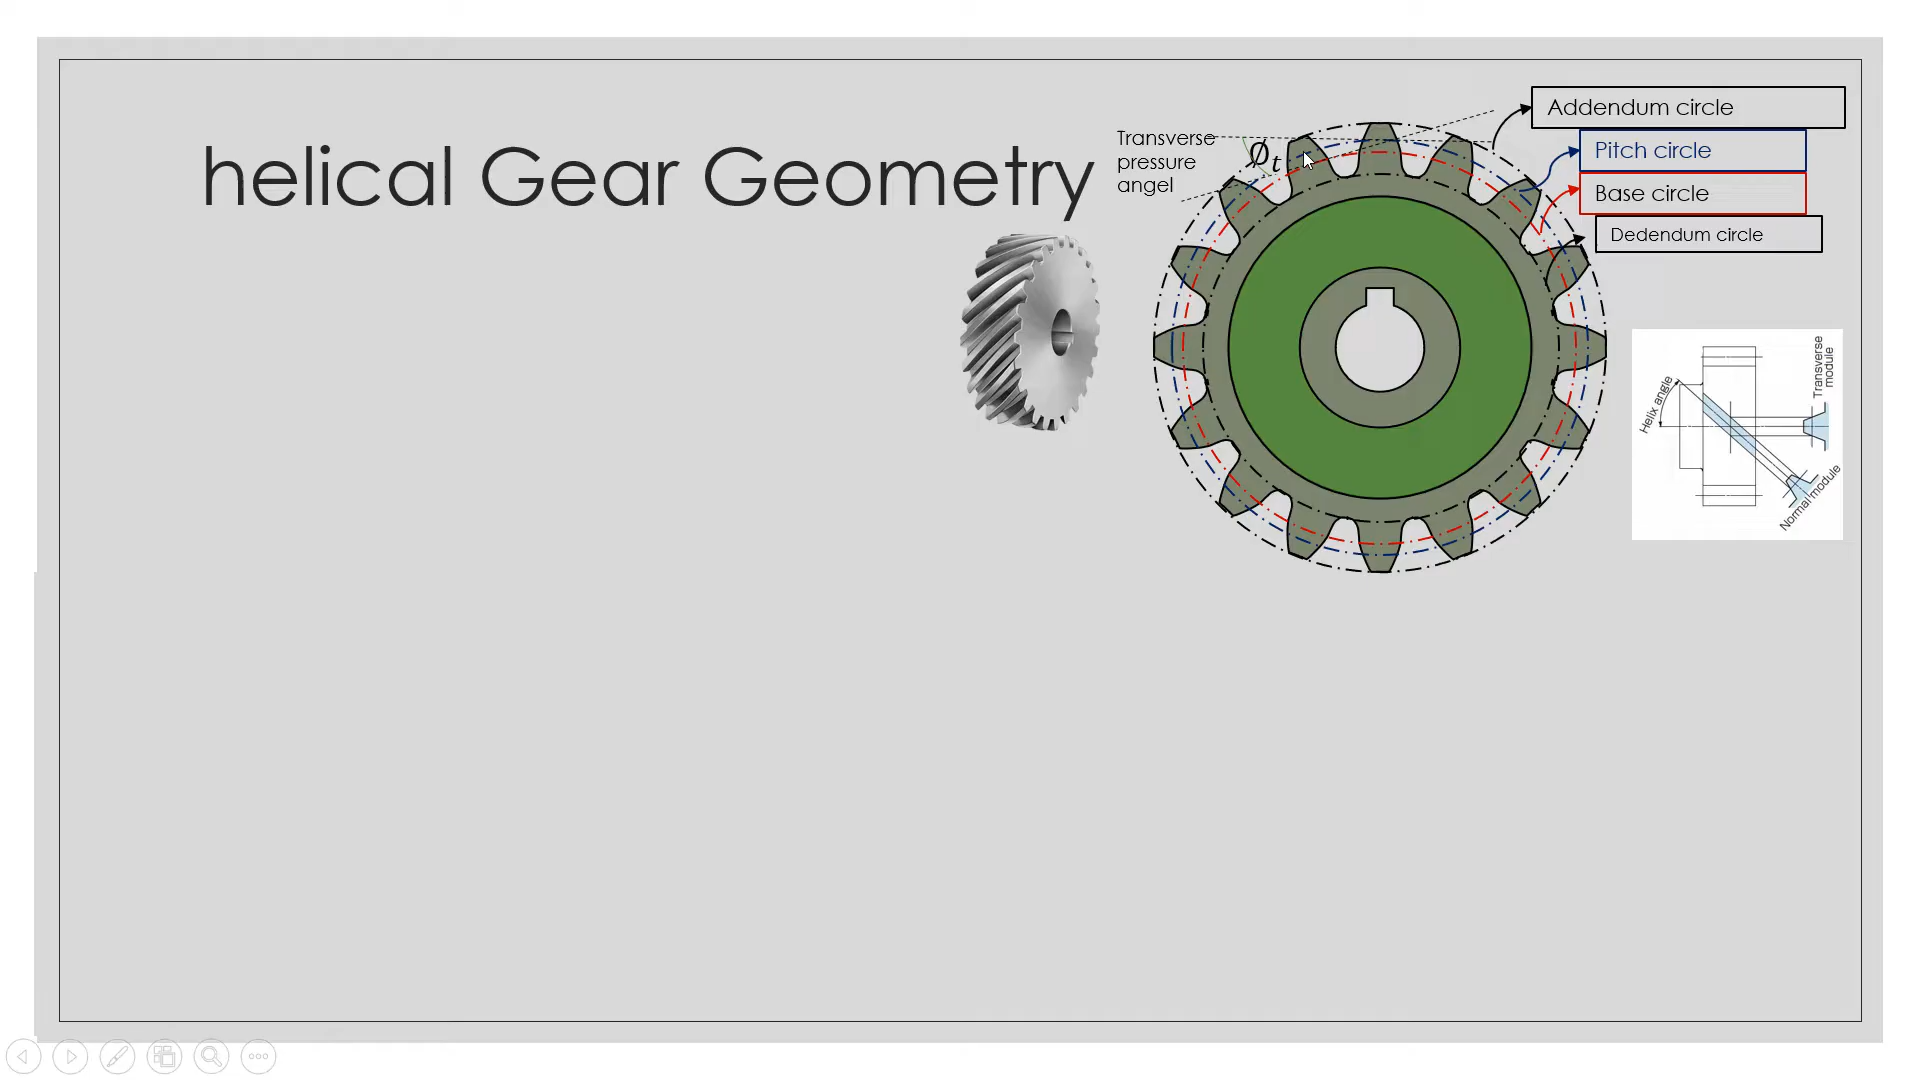 helical Gear Geometry
Transverse
pressure
angel
Ø_t
Addendum circle
Pitch circle
Base circle
Dedendum circle
Helix angle
Transverse
module
Normal module